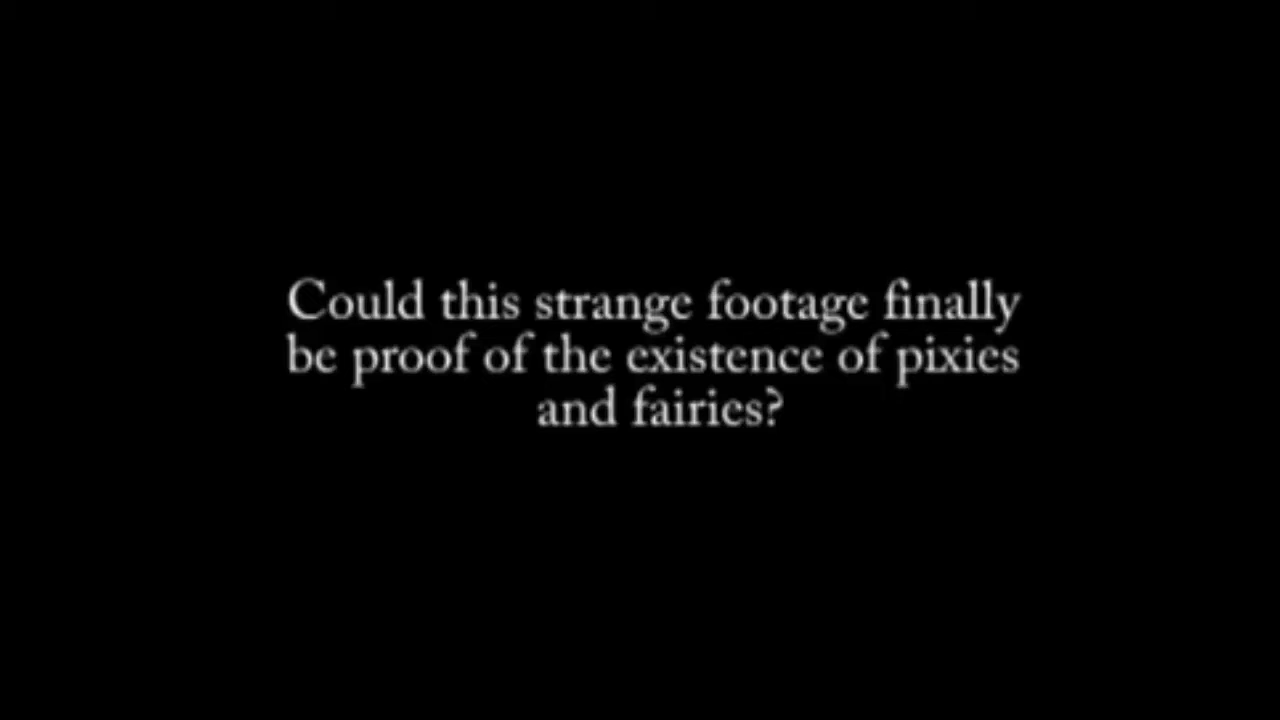 Could this strange footage finally
be proof of the existence of pixies
and fairies?